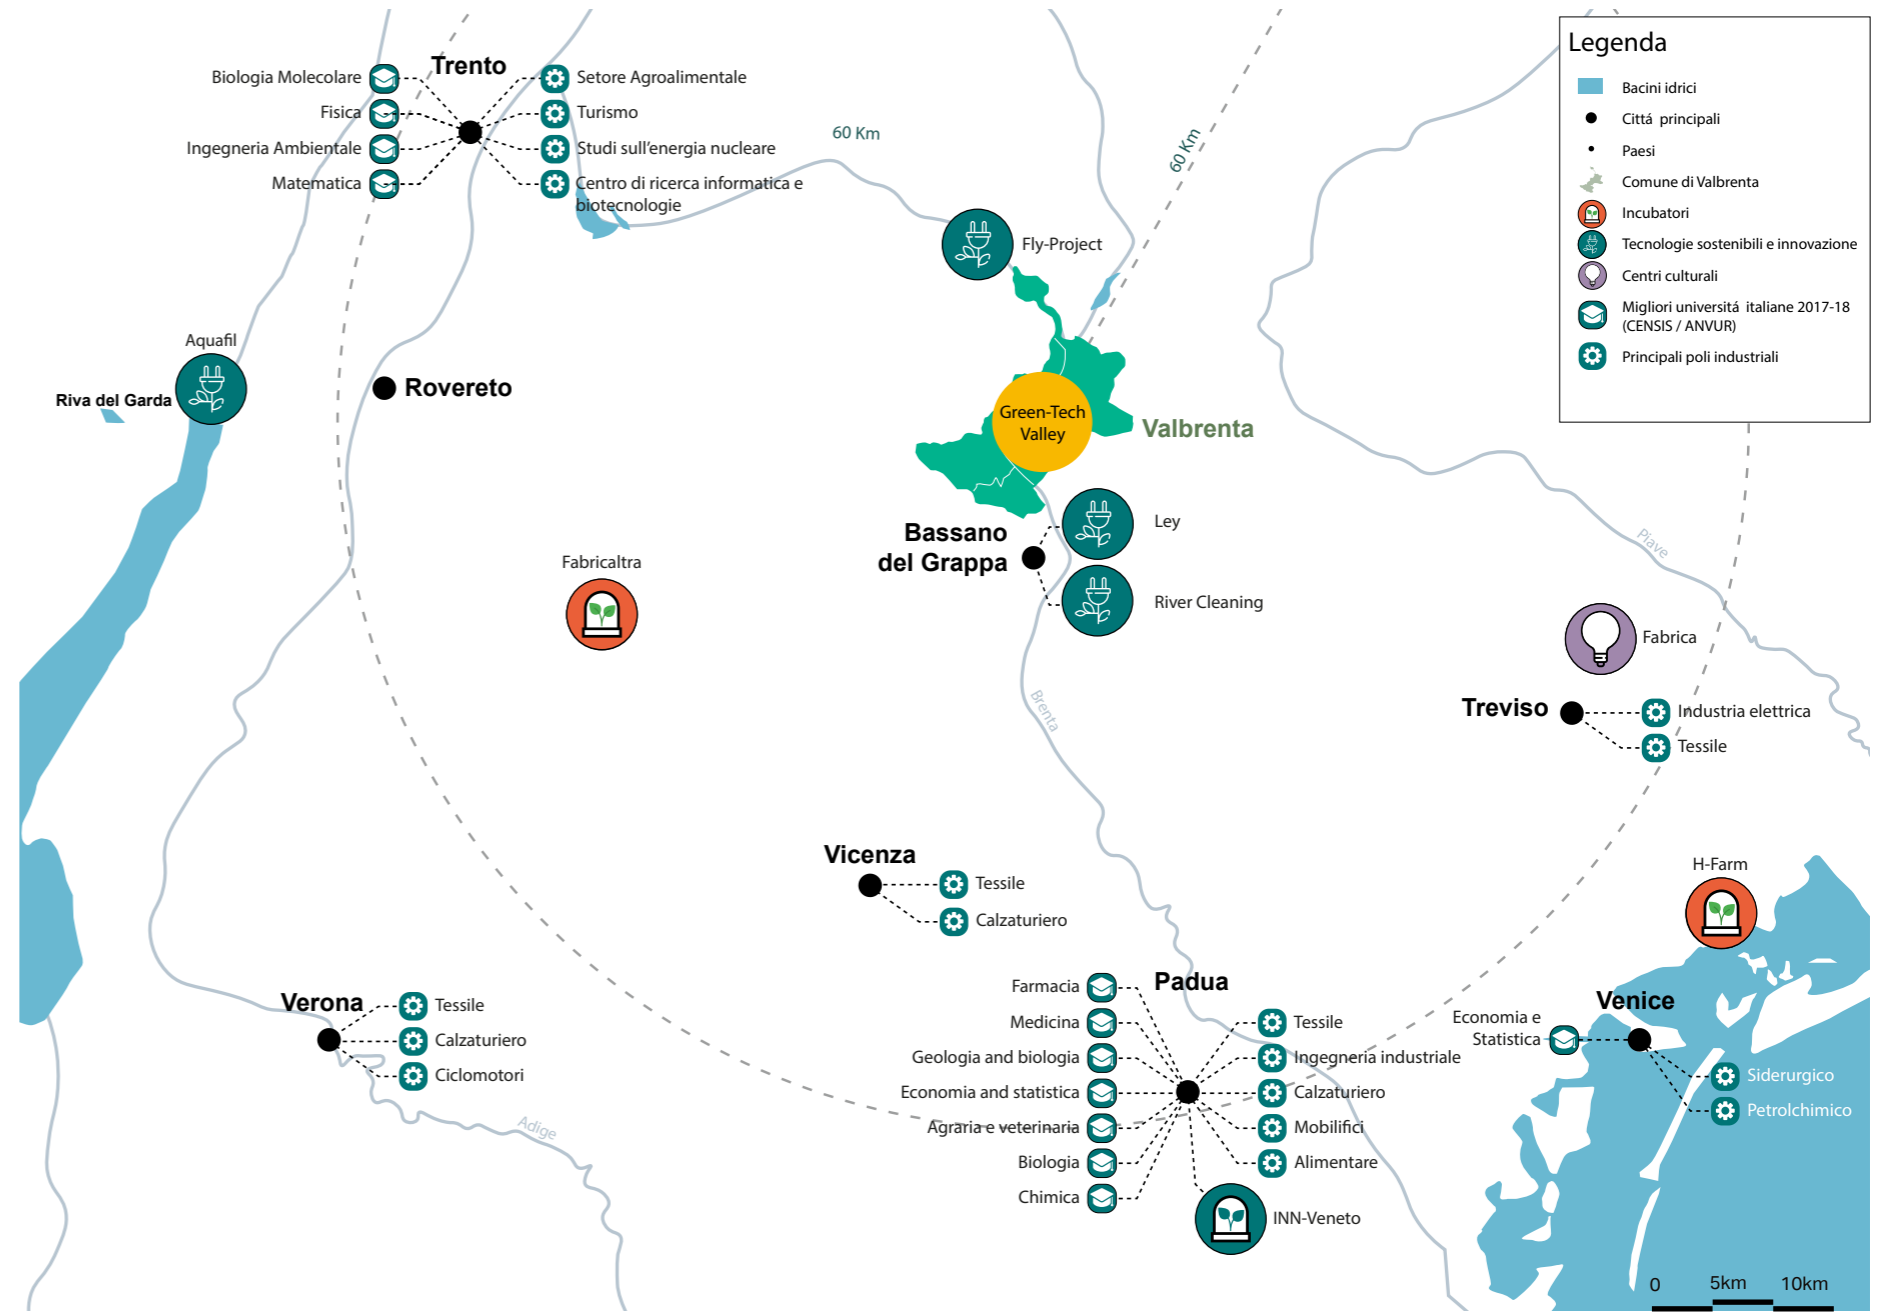 Trento
Biologia Molecolare
Fisica
Ingegneria Ambientale
Matematica
Setore Agroalimentale
Turismo
Studi sull'energia nucleare
Centro di ricerca informatica e
biotecnologie
60 Km
60 Km
Fly-Project
Legenda
Bacini idrici
Cittá principali
Paesi
Comune di Valbrenta
Incubatori
Tecnologie sostenibili e innovazione
Centri culturali
Migliori universitá italiane 2017-18
(CENSIS / ANVUR)
Principali poli industriali
Aquafil
Riva del Garda
Rovereto
Green-Tech
Valley
Valbrenta
Bassano
del Grappa
Ley
River Cleaning
Fabricaltra
Piave
Fabrica
Brenta
Treviso
Industria elettrica
Tessile
Vicenza
Tessile
Calzaturiero
H-Farm
Verona
Tessile
Calzaturiero
Ciclomotori
Adige
Padua
Farmacia
Medicina
Geologia and biologia
Economia and statistica
Agraria e veterinaria
Biologia
Chimica
Tessile
Ingegneria industriale
Calzaturiero
Mobilifici
Alimentare
INN-Veneto
Venice
Economia e
Statistica
Siderurgico
Petrolchimico
0 5km 10km